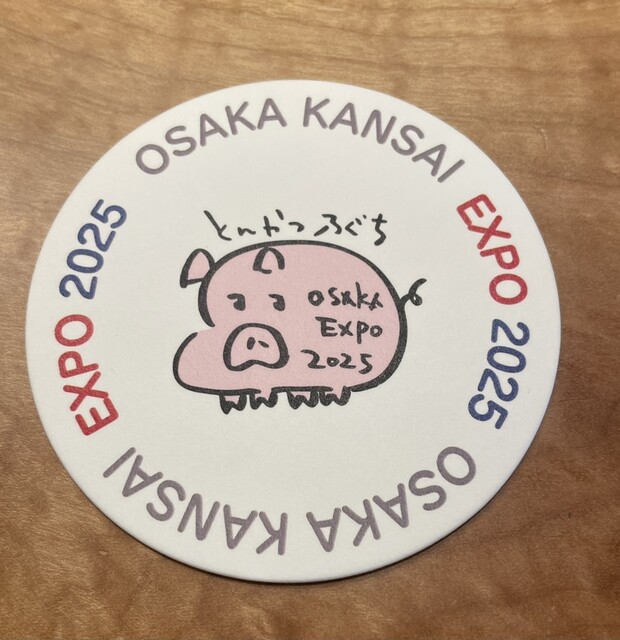 OSAKA KANSAI
EXPO 2025
OSAKA KANSAI
EXPO 2025
とんかつ ふぐち
OSAKA
EXPO
2025